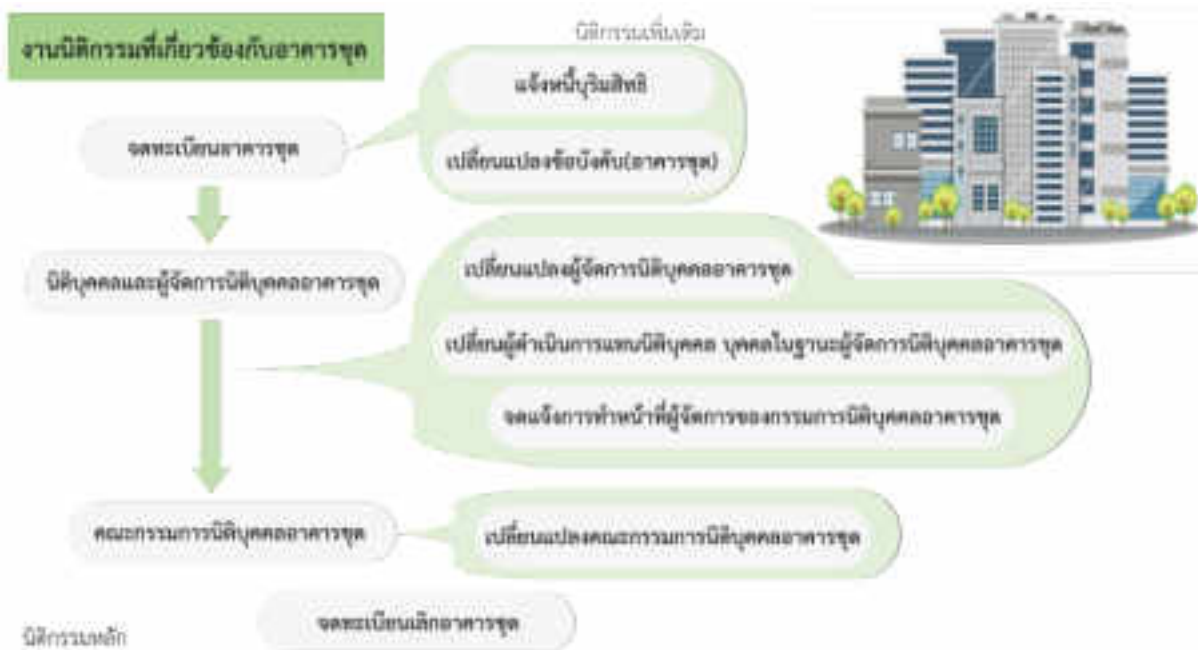 งานนิติกรรมที่เกี่ยวข้องกับอาคารชุด
นิติกรรมเพิ่มเติม
แจ้งหนี้บุริมสิทธิ
จดทะเบียนอาคารชุด
เปลี่ยนแปลงข้อบังคับ(อาคารชุด)
เปลี่ยนแปลงผู้จัดการนิติบุคคลอาคารชุด
นิติบุคคลและผู้จัดการนิติบุคคลอาคารชุด
เปลี่ยนผู้ดำเนินการแทนนิติบุคคล บุคคลในฐานะผู้จัดการนิติบุคคลอาคารชุด
จดแจ้งการทำหน้าที่ผู้จัดการของกรรมการนิติบุคคลอาคารชุด
คณะกรรมการนิติบุคคลอาคารชุด
เปลี่ยนแปลงคณะกรรมการนิติบุคคลอาคารชุด
จดทะเบียนเลิกอาคารชุด
นิติกรรมหลัก